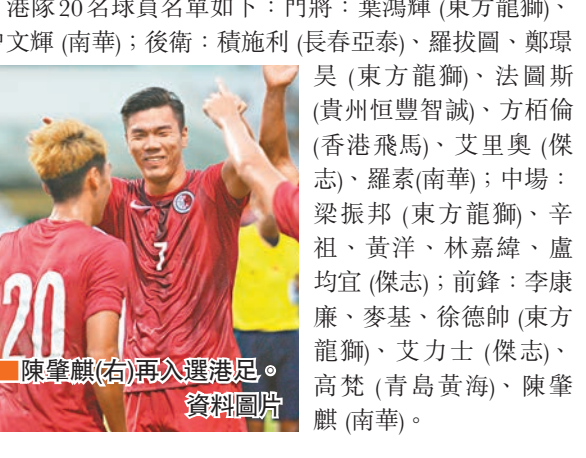 港隊20名球員名單如下：門將：葉鴻輝 (東方龍獅)、
文輝 (南華)；後衛：積施利 (長春亞泰)、羅拔圖、鄭璟
昊 (東方龍獅)、法圖斯
(貴州恒豐智誠)、方栢倫
(香港飛馬)、艾里奧 (傑
志)、羅素(南華)；中場：
梁振邦 (東方龍獅)、辛
祖、黃洋、林嘉緯、盧
均宜 (傑志)；前鋒：李康
廉、麥基、徐德帥 (東方
龍獅)、艾力士 (傑志)、
高梵 (青島黃海)、陳肇
麒 (南華)。
7
20
陳肇麒(右)再入選港足。
資料圖片